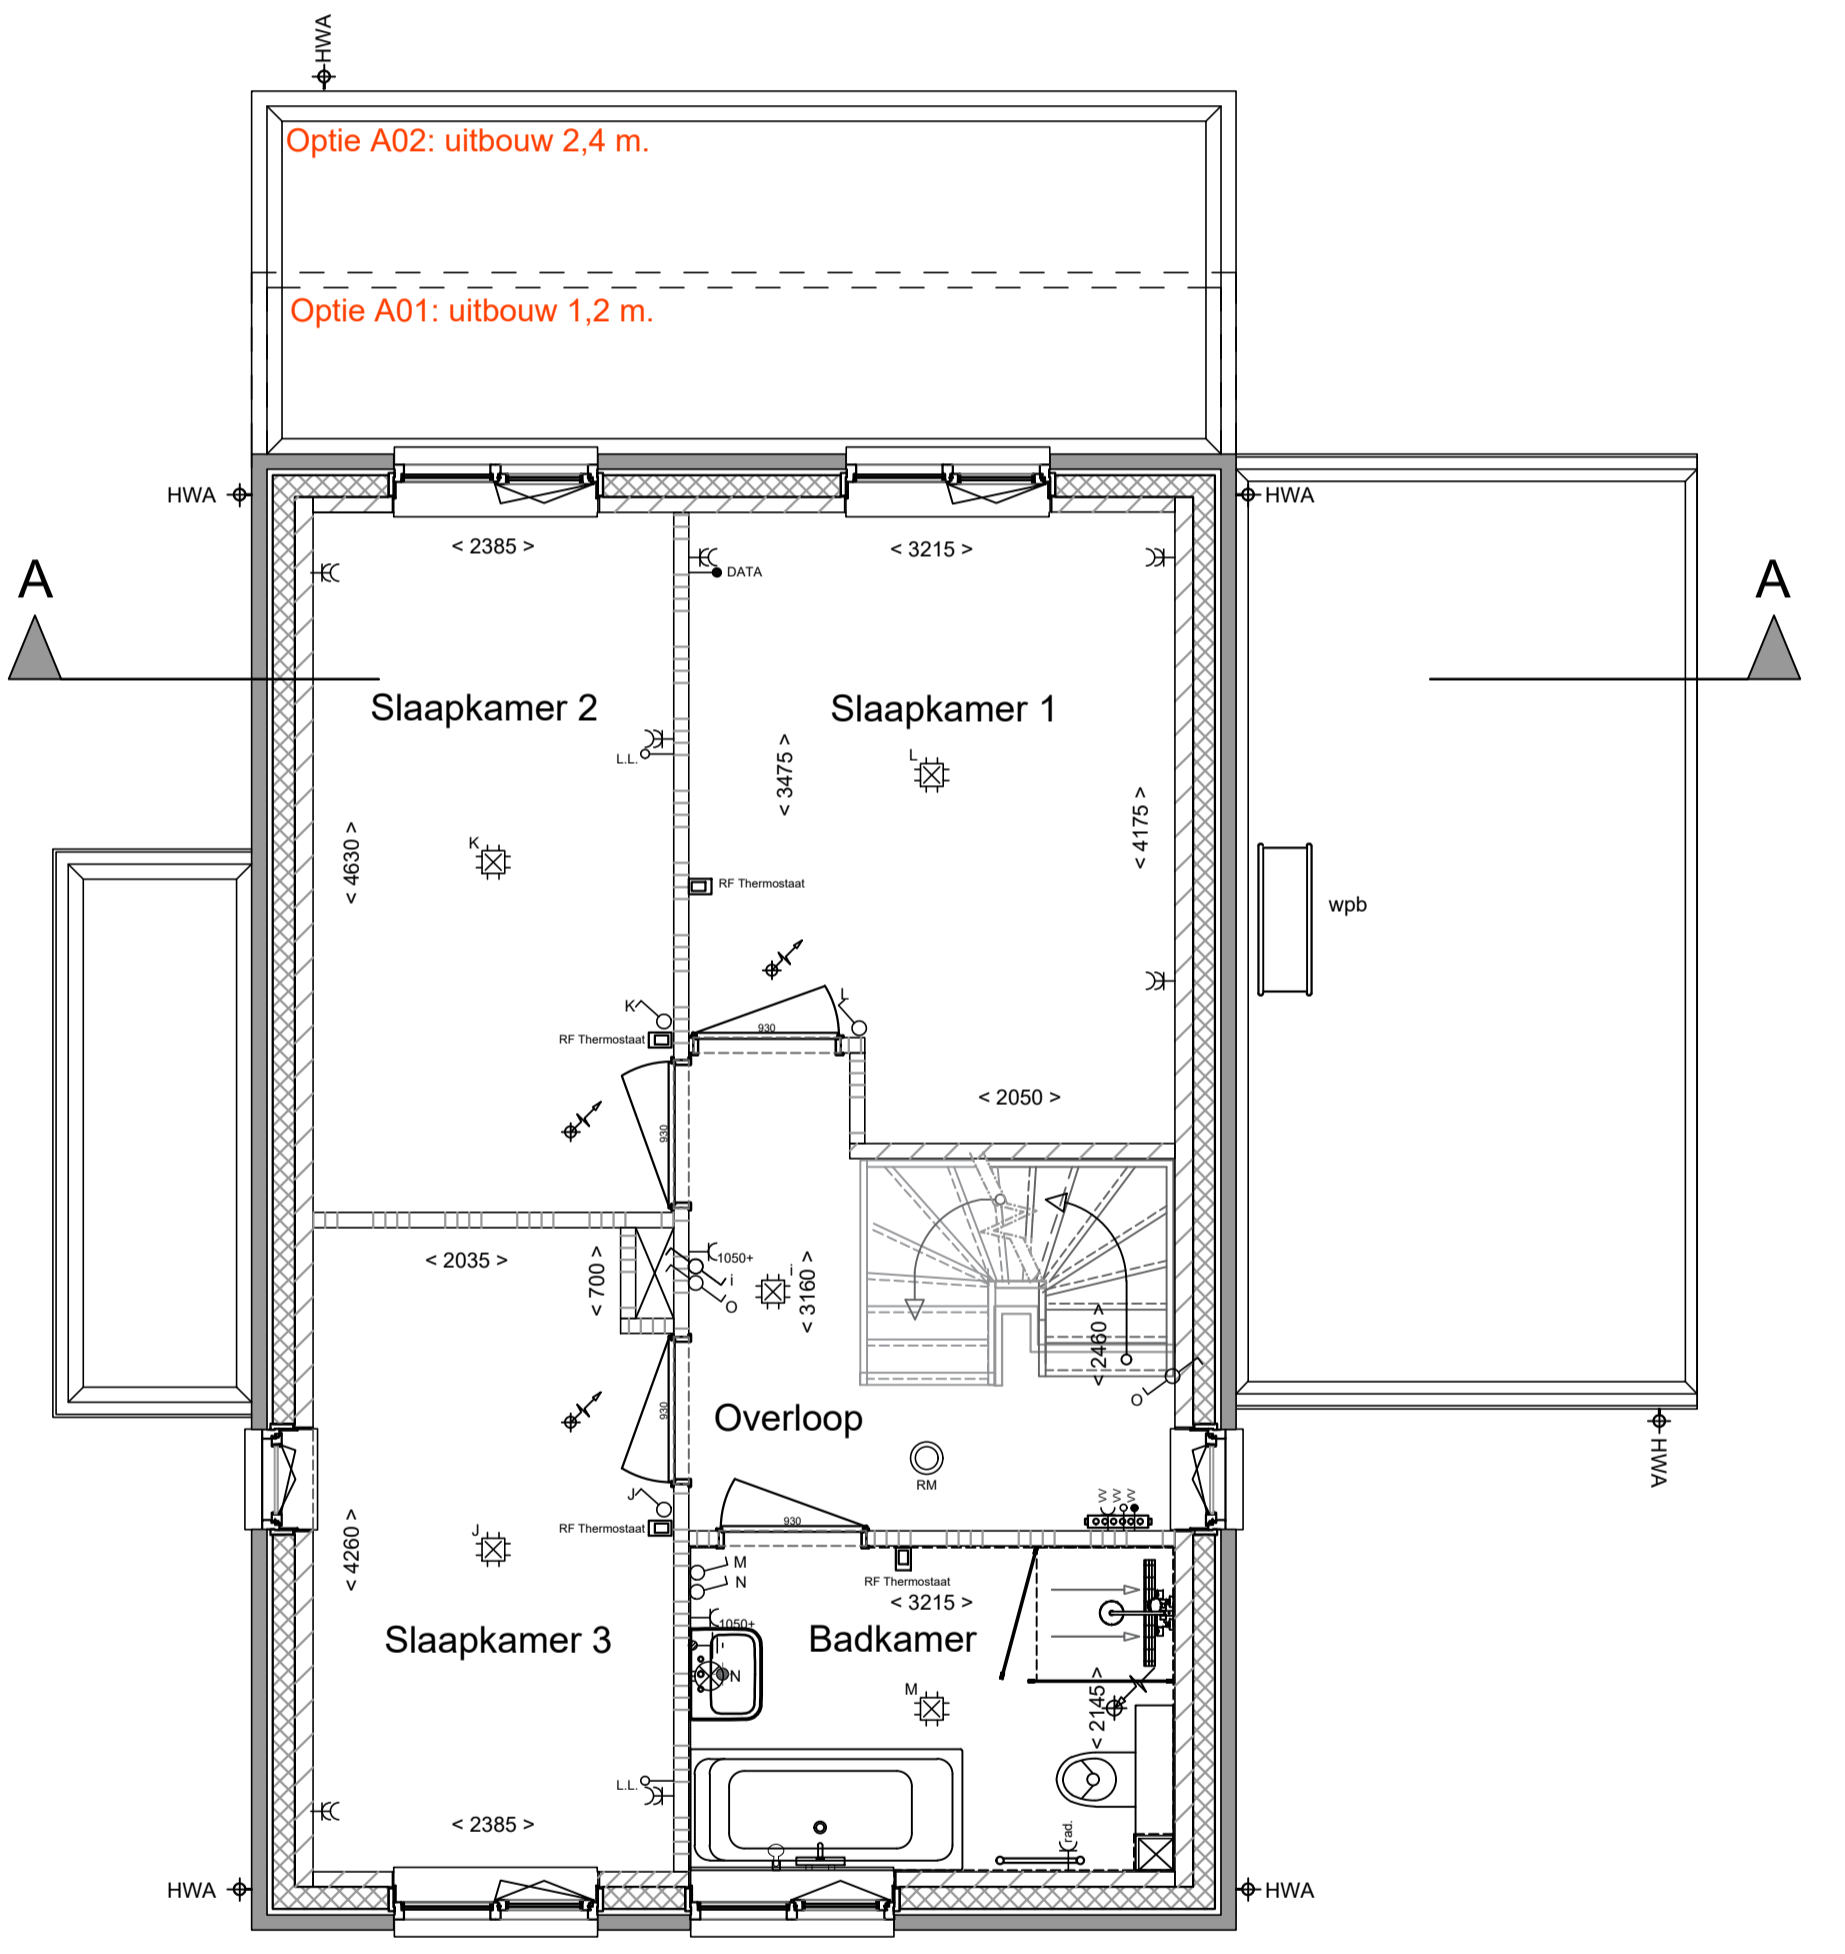 HWA
Optie A02: uitbouw 2,4 m.
Optie A01: uitbouw 1,2 m.
HWA
HWA
< 2385 >
< 3215 >
DATA
A
A
Slaapkamer 2
Slaapkamer 1
L.L.
L
< 3475 >
< 4175 >
K
< 4630 >
RF Thermostaat
wpb
K
L
RF Thermostaat
930
< 2050 >
930
< 2035 >
< 700 >
1050+
i
O
i
< 3160 >
< 2460 >
O
930
Overloop
HWA
RM
J
RF Thermostaat
930
J
< 4260 >
M
N
RF Thermostaat
< 3215 >
1050+
Slaapkamer 3
Badkamer
N
M
< 2145 >
L.L.
< 2385 >
rad.
HWA
HWA